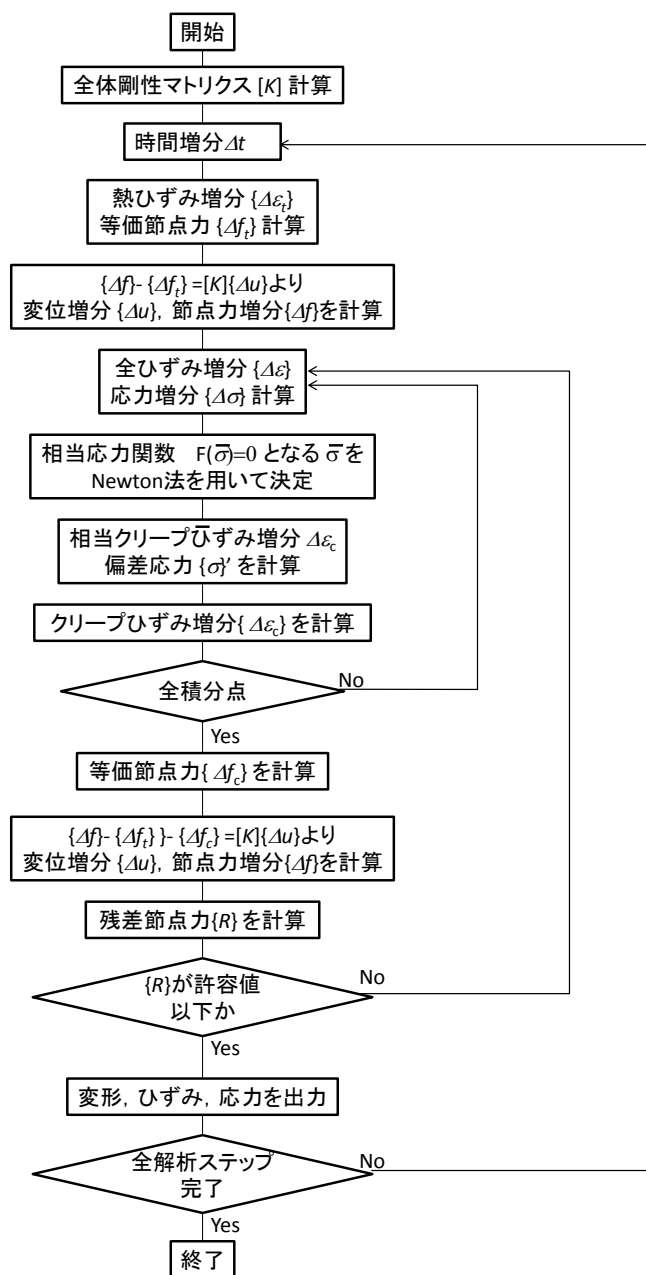 開始
全体剛性マトリクス [K] 計算
時間増分Δt
熱ひずみ増分 {Δεt}
等価節点力 {Δft} 計算
{Δf}- {Δft} =[K]{Δu}より
変位増分 {Δu}, 節点力増分{Δf}を計算
全ひずみ増分 {Δε}
応力増分 {Δσ} 計算
相当応力関数 F(σ̅)=0 となる σ̅ を
Newton法を用いて決定
相当クリープひ̅ずみ増分 Δεc
偏差応力 {σ}’ を計算
クリープひずみ増分{ Δεc} を計算
全積分点
No
Yes
等価節点力{ Δfc} を計算
{Δf}- {Δft} }- {Δfc} =[K]{Δu}より
変位増分 {Δu}, 節点力増分{Δf}を計算
残差節点力{R} を計算
{R}が許容値
以下か
No
Yes
変形, ひずみ, 応力を出力
全解析ステップ
完了
No
Yes
終了